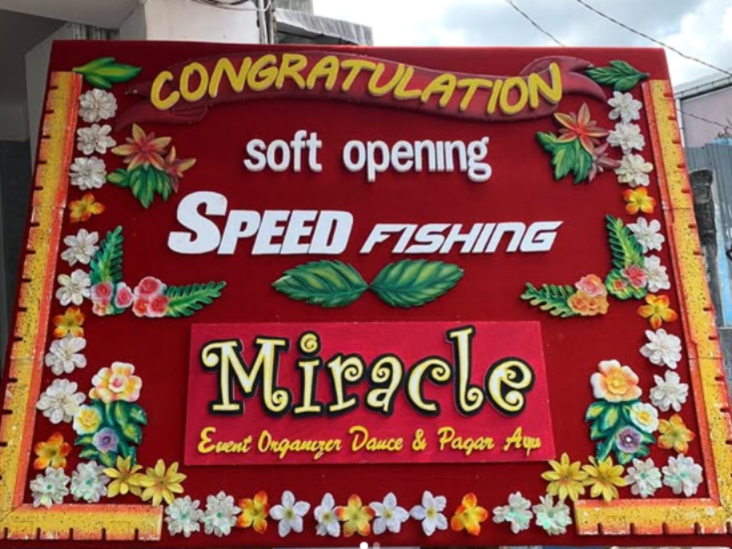 CONGRATULATION
soft opening
SPEED FISHING
Miracle
Event Organizer Dance & Pagar Ayu